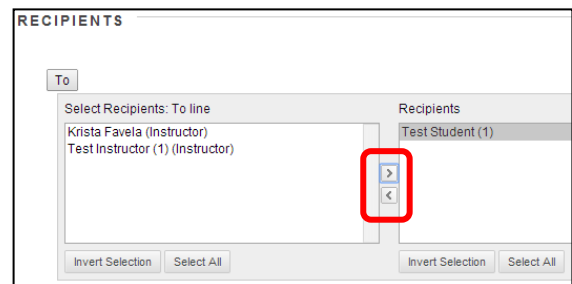 RECIPIENTS
To
Select Recipients: To line
Recipients
Krista Favela (Instructor)
Test Instructor (1) (Instructor)
Test Student (1)
>
<
Invert Selection Select All
Invert Selection Select All